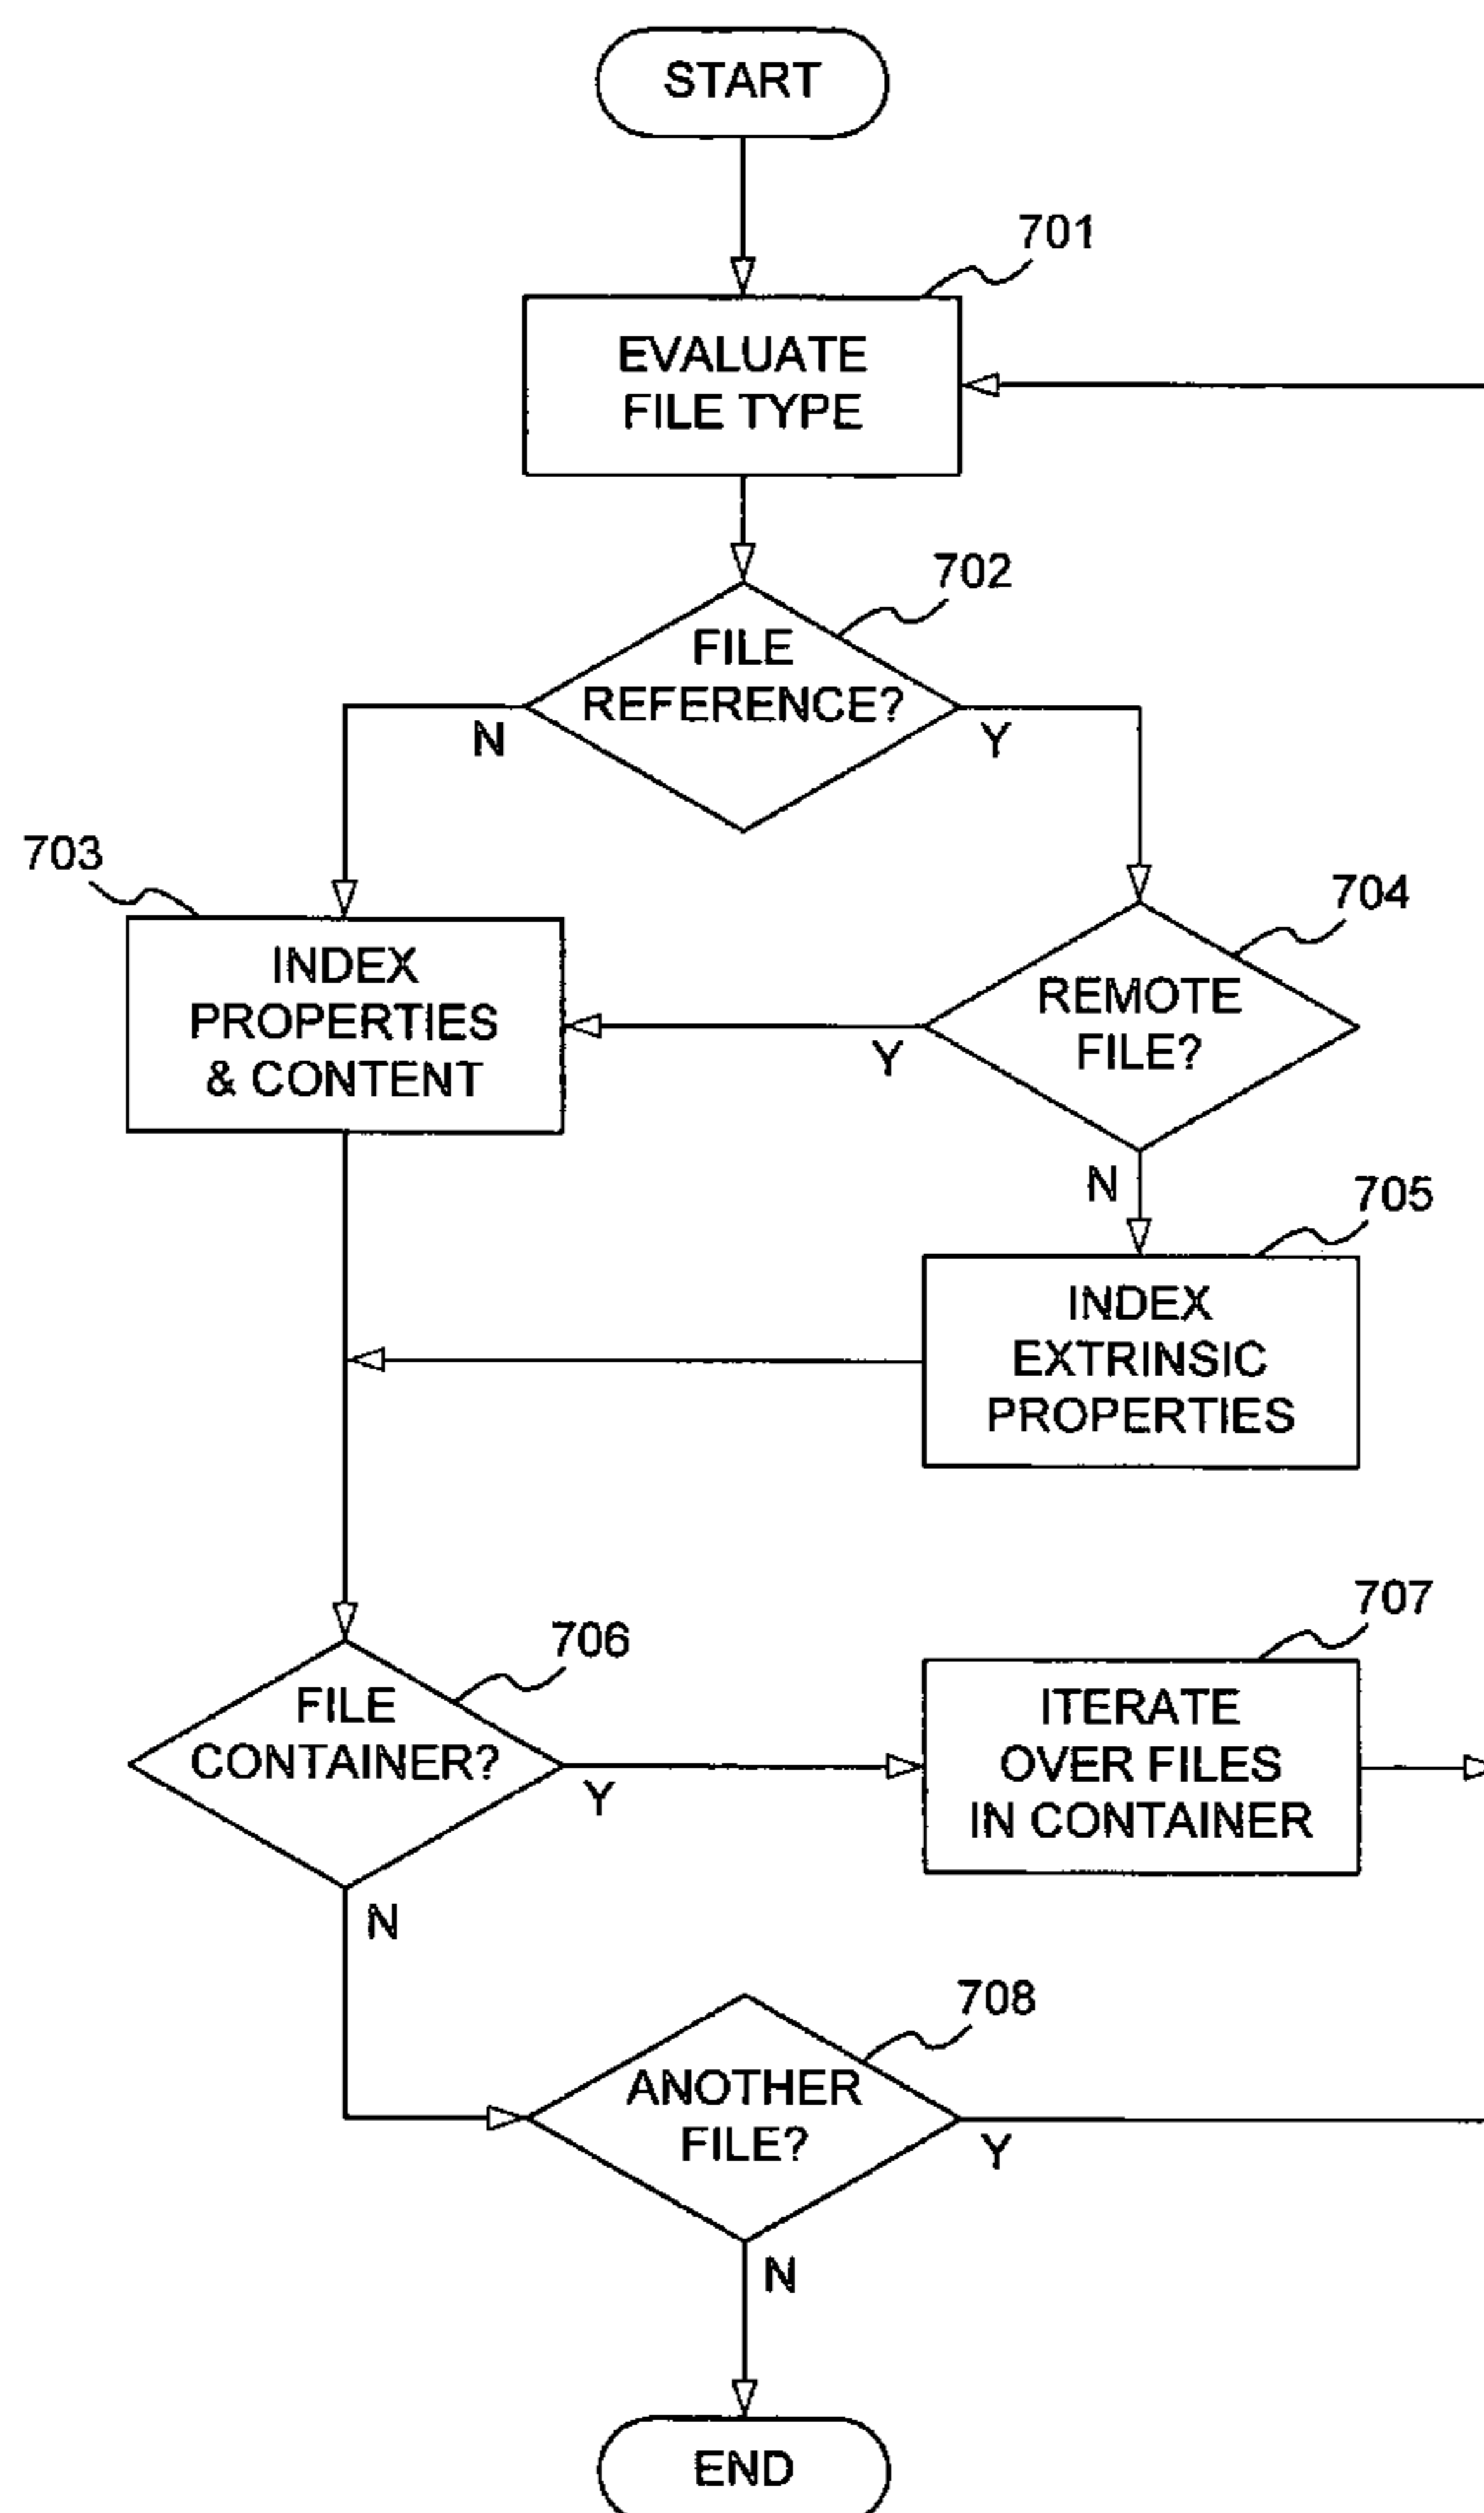 START
701
EVALUATE
FILE TYPE
702
FILE
REFERENCE?
N
Y
703
704
INDEX
PROPERTIES
& CONTENT
REMOTE
FILE?
Y
N
705
INDEX
EXTRINSIC
PROPERTIES
706
707
FILE
CONTAINER?
Y
ITERATE
OVER FILES
IN CONTAINER
N
708
ANOTHER
FILE?
Y
N
END